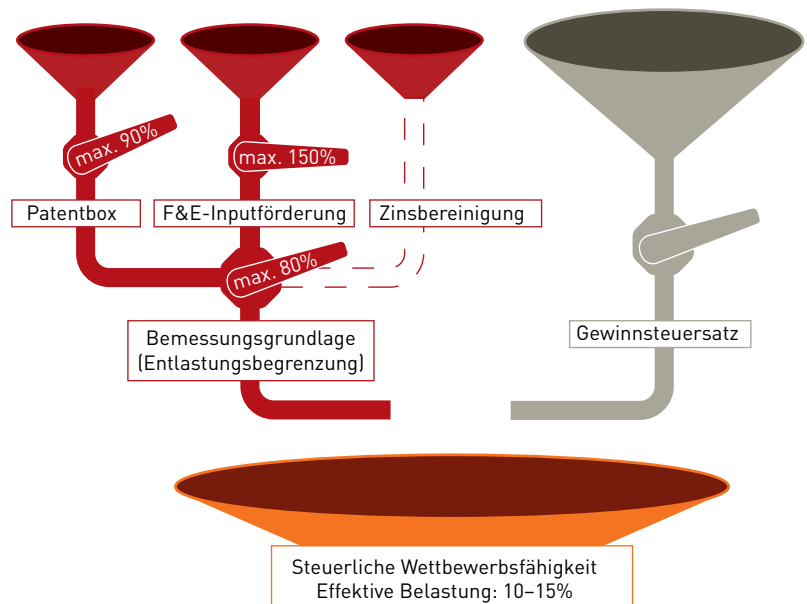 max. 90%
max. 150%
Patentbox
F&E-Inputförderung
Zinsbereinigung
max. 80%
Bemessungsgrundlage
(Entlastungsbegrenzung)
Gewinnsteuersatz
Steuerliche Wettbewerbsfähigkeit
Effektive Belastung: 10–15%